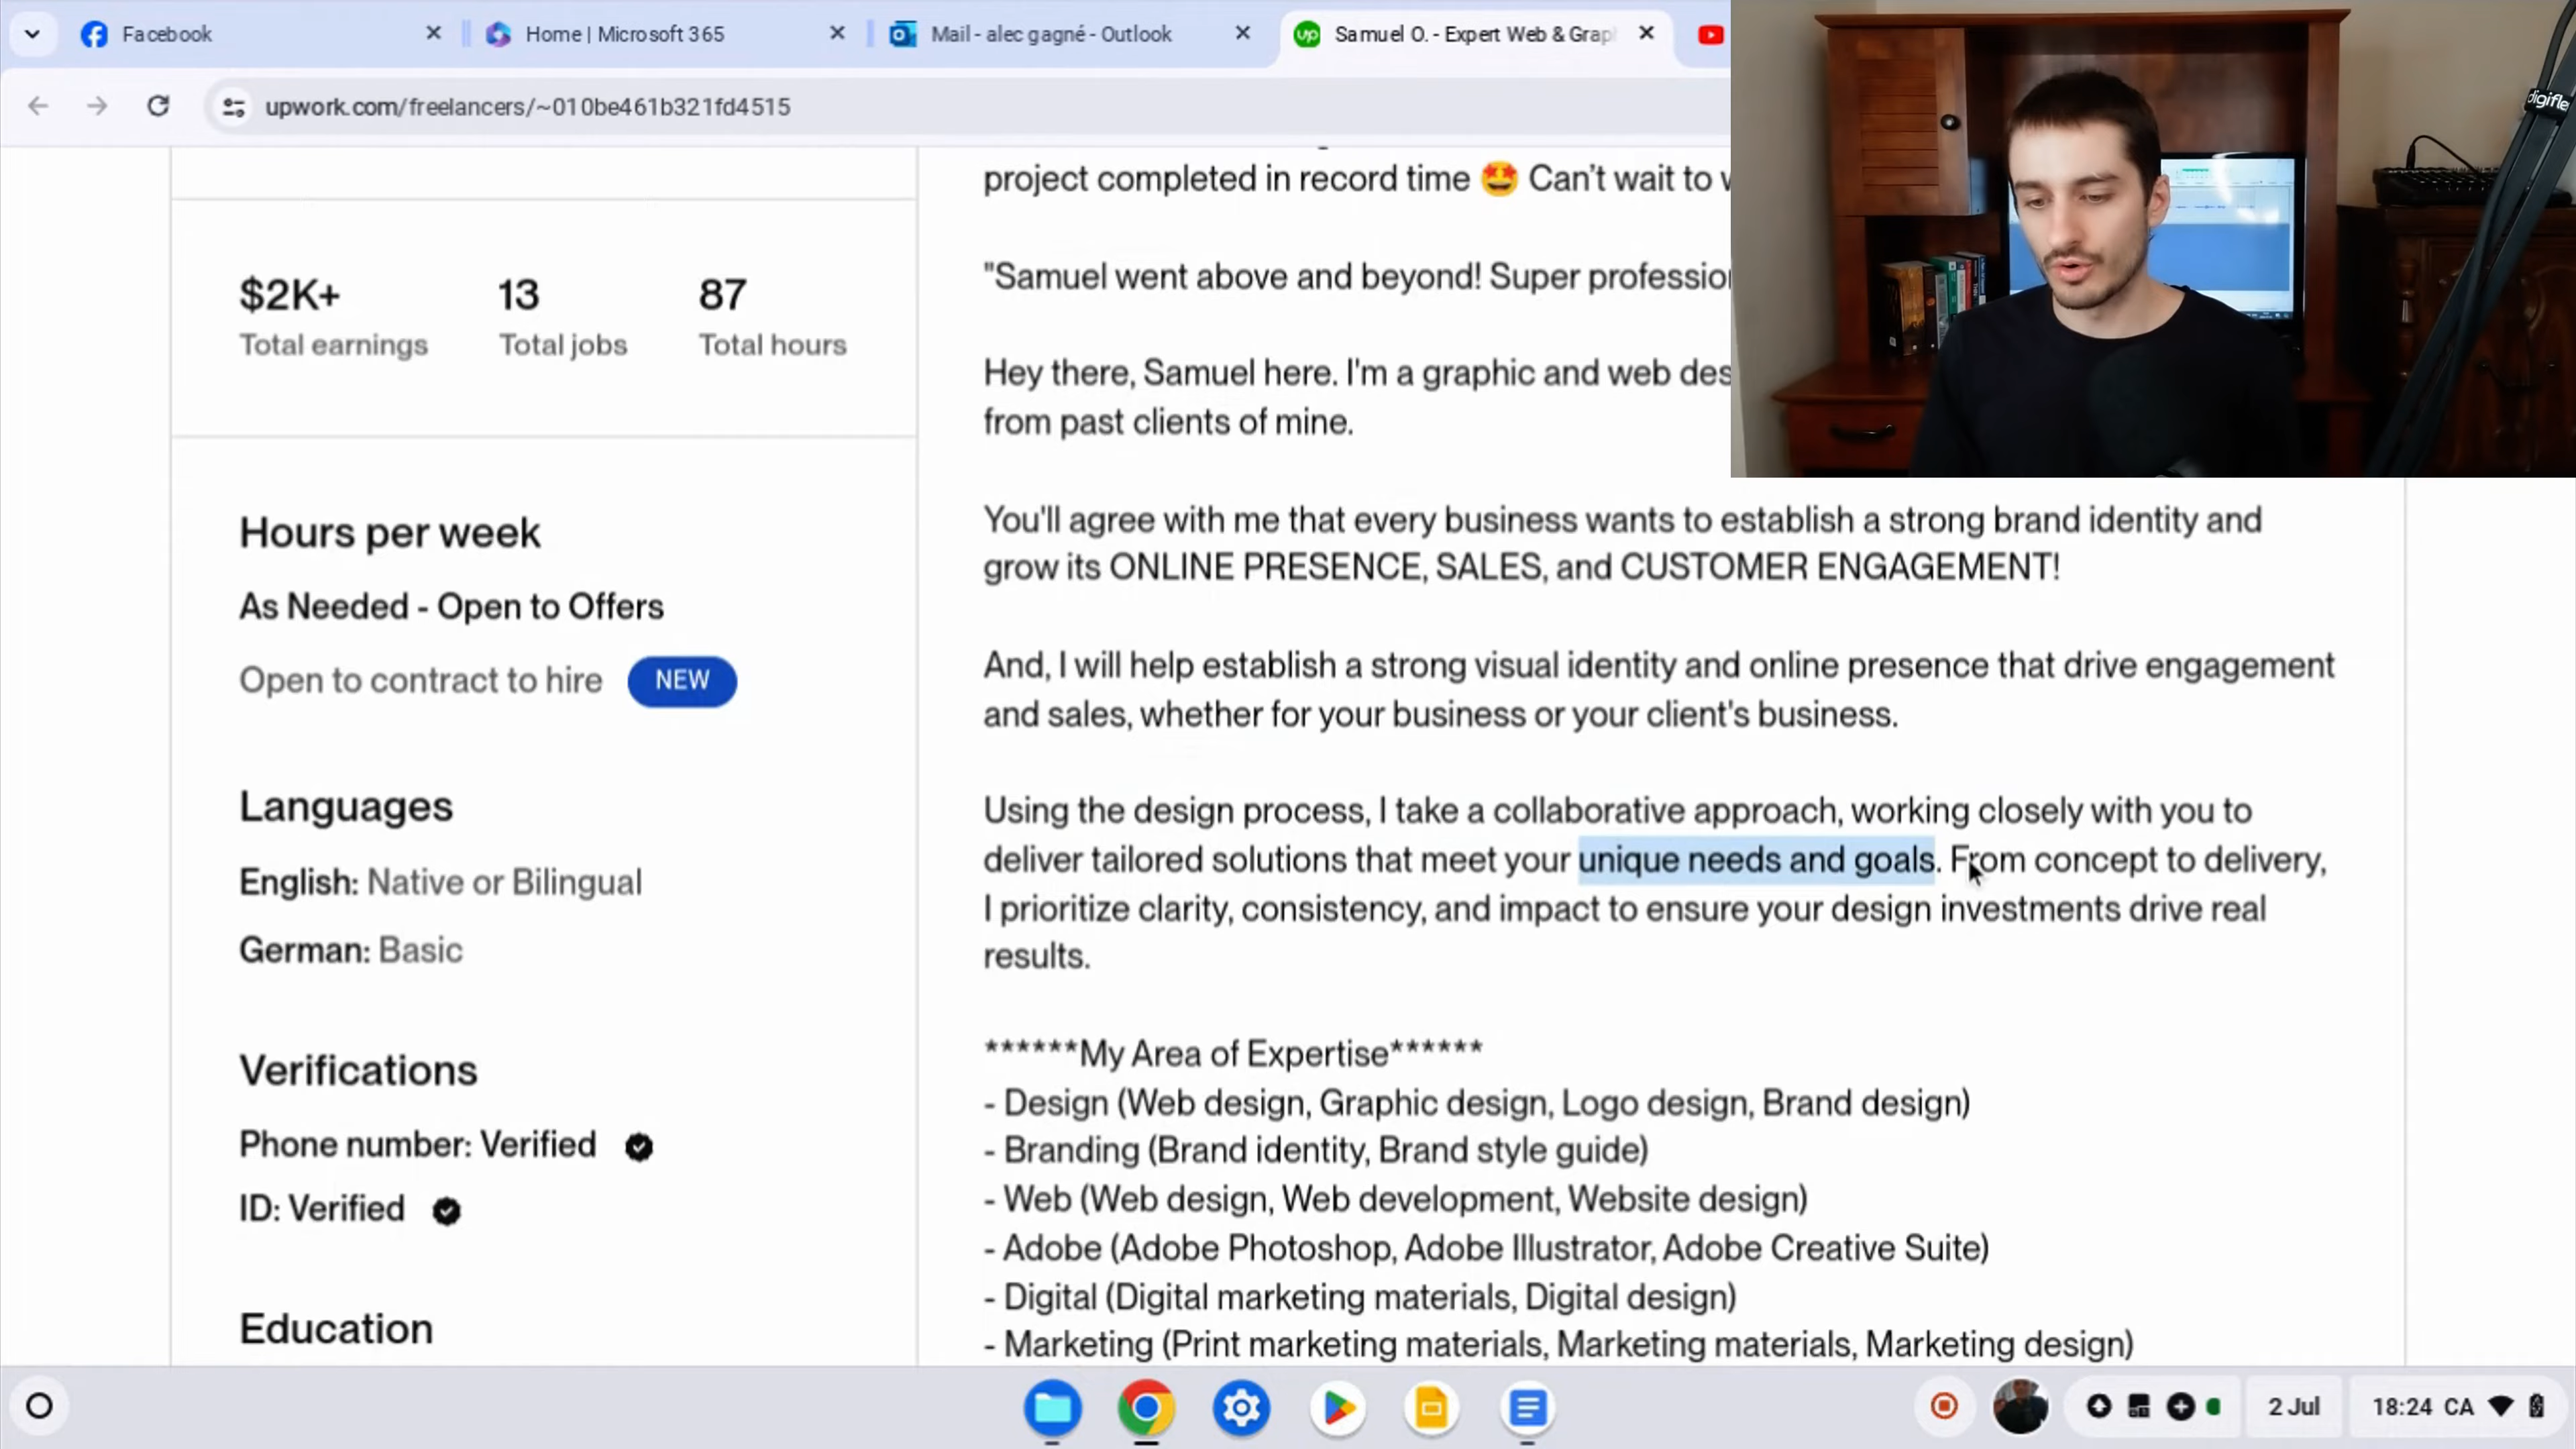 Facebook
Home | Microsoft 365
Mail - alec gagné - Outlook
up
Samuel O. - Expert Web & Grap
upwork.com/freelancers/~010be461b321fd4515
digifle
$2K+
13
87
Total earnings
Total jobs
Total hours
Hours per week
As Needed - Open to Offers
Open to contract to hire NEW
Languages
English: Native or Bilingual
German: Basic
Verifications
Phone number: Verified
ID: Verified
Education
project completed in record time 🤩 Can't wait to
"Samuel went above and beyond! Super professio
Hey there, Samuel here. I'm a graphic and web des
from past clients of mine.
You'll agree with me that every business wants to establish a strong brand identity and
grow its ONLINE PRESENCE, SALES, and CUSTOMER ENGAGEMENT!
And, I will help establish a strong visual identity and online presence that drive engagement
and sales, whether for your business or your client's business.
Using the design process, I take a collaborative approach, working closely with you to
deliver tailored solutions that meet your unique needs and goals. From concept to delivery,
I prioritize clarity, consistency, and impact to ensure your design investments drive real
results.
******My Area of Expertise******
- Design (Web design, Graphic design, Logo design, Brand design)
- Branding (Brand identity, Brand style guide)
- Web (Web design, Web development, Website design)
- Adobe (Adobe Photoshop, Adobe Illustrator, Adobe Creative Suite)
- Digital (Digital marketing materials, Digital design)
- Marketing (Print marketing materials, Marketing materials, Marketing design)
2 Jul
18:24 CA